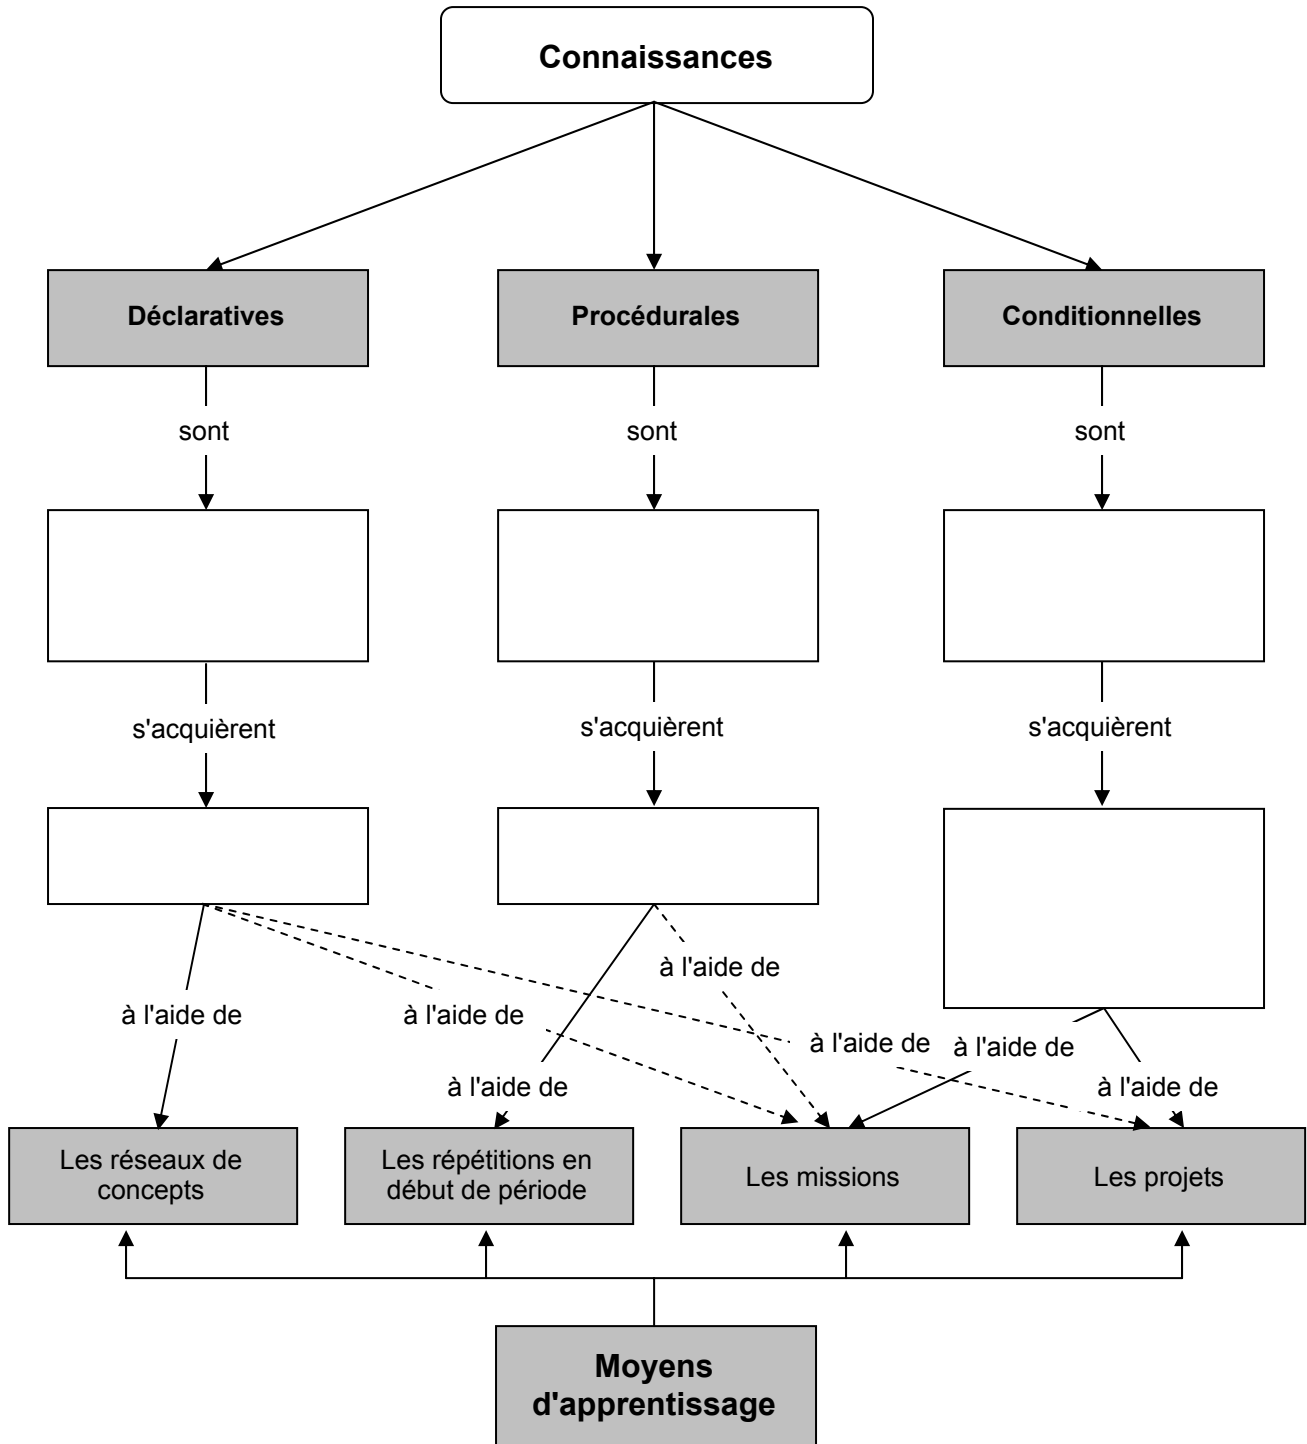 Connaissances
Déclaratives
Procédurales
Conditionnelles
sont
sont
sont
s'acquièrent
s'acquièrent
s'acquièrent
à l'aide de
à l'aide de
à l'aide de
à l'aide de
à l'aide de
à l'aide de
à l'aide de
Les réseaux de
concepts
Les répétitions en
début de période
Les missions
Les projets
Moyens
d'apprentissage